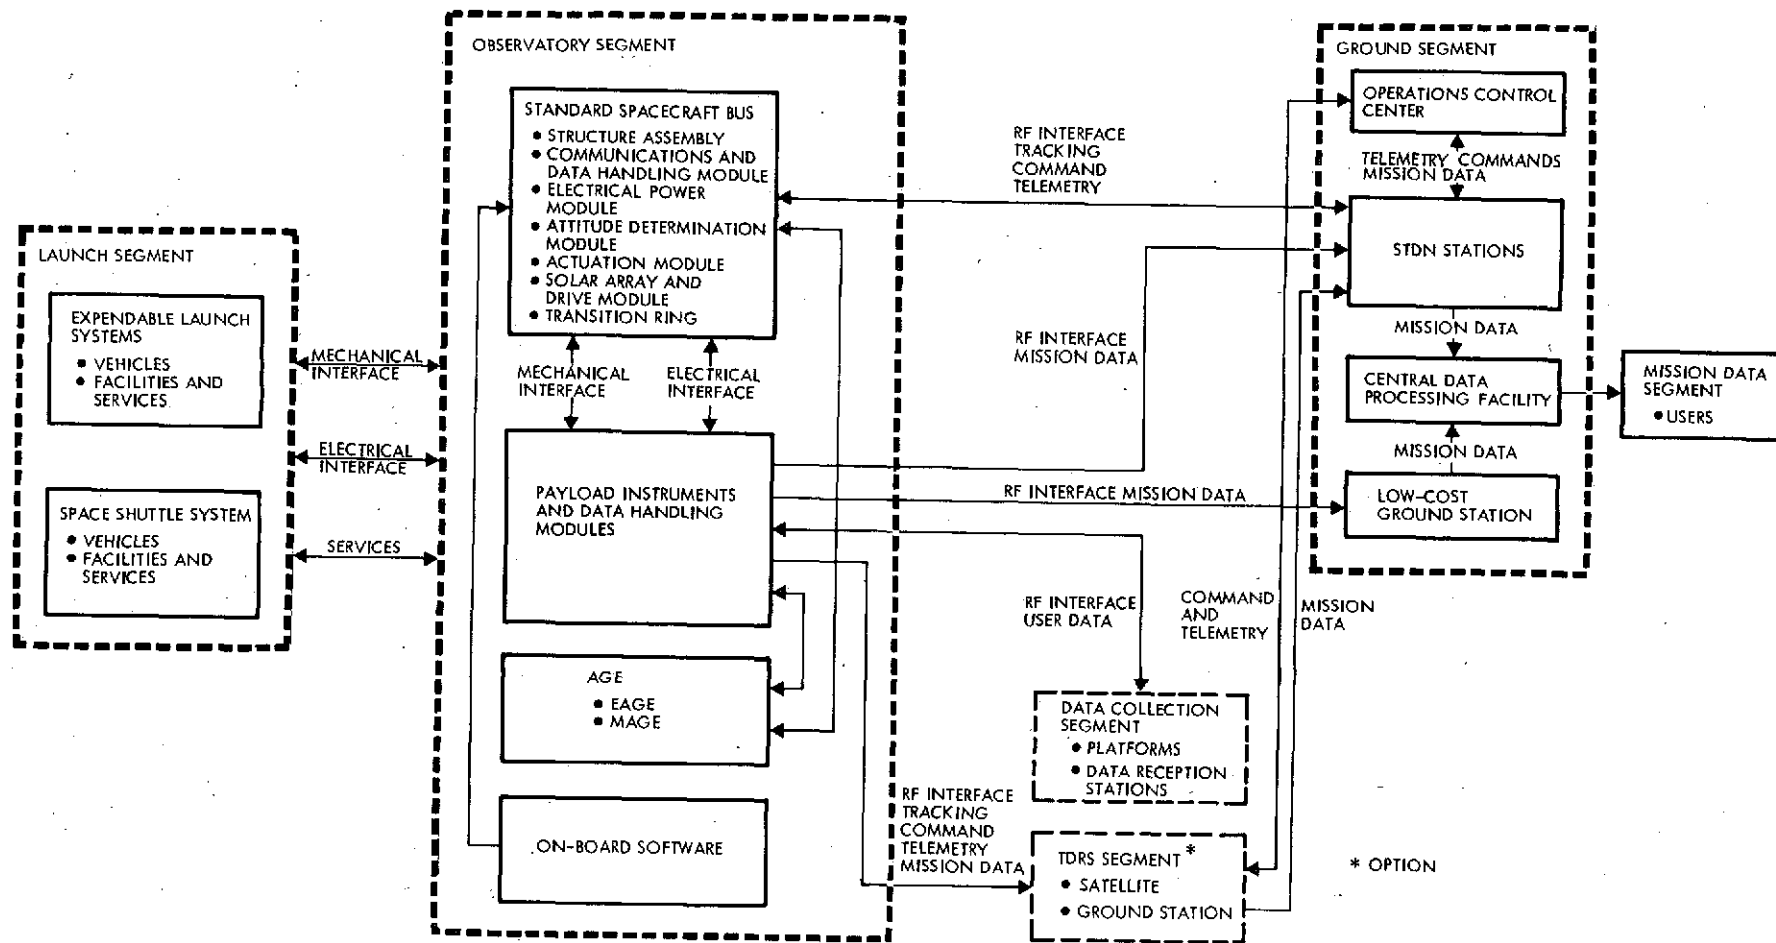 LAUNCH SEGMENT
EXPENDABLE LAUNCH
SYSTEMS
• VEHICLES
• FACILITIES AND
SERVICES
SPACE SHUTTLE SYSTEM
• VEHICLES
• FACILITIES AND
SERVICES
MECHANICAL
INTERFACE
ELECTRICAL
INTERFACE
SERVICES
OBSERVATORY SEGMENT
STANDARD SPACECRAFT BUS
• STRUCTURE ASSEMBLY
• COMMUNICATIONS AND
DATA HANDLING MODULE
• ELECTRICAL POWER
MODULE
• ATTITUDE DETERMINATION
MODULE
• ACTUATION MODULE
• SOLAR ARRAY AND
DRIVE MODULE
• TRANSITION RING
MECHANICAL
INTERFACE
ELECTRICAL
INTERFACE
PAYLOAD INSTRUMENTS
AND DATA HANDLING
MODULES
AGE
• EAGE
• MAGE
ON-BOARD SOFTWARE
RF INTERFACE
TRACKING
COMMAND
TELEMETRY
RF INTERFACE
MISSION DATA
RF INTERFACE MISSION DATA
RF INTERFACE
USER DATA
COMMAND
AND
TELEMETRY
MISSION
DATA
RF INTERFACE
TRACKING
COMMAND
TELEMETRY
MISSION DATA
DATA COLLECTION
SEGMENT
• PLATFORMS
• DATA RECEPTION
STATIONS
TDRS SEGMENT *
• SATELLITE
• GROUND STATION
GROUND SEGMENT
OPERATIONS CONTROL
CENTER
TELEMETRY COMMANDS
MISSION DATA
STDN STATIONS
MISSION DATA
CENTRAL DATA
PROCESSING FACILITY
MISSION DATA
LOW-COST
GROUND STATION
MISSION DATA
SEGMENT
• USERS
* OPTION